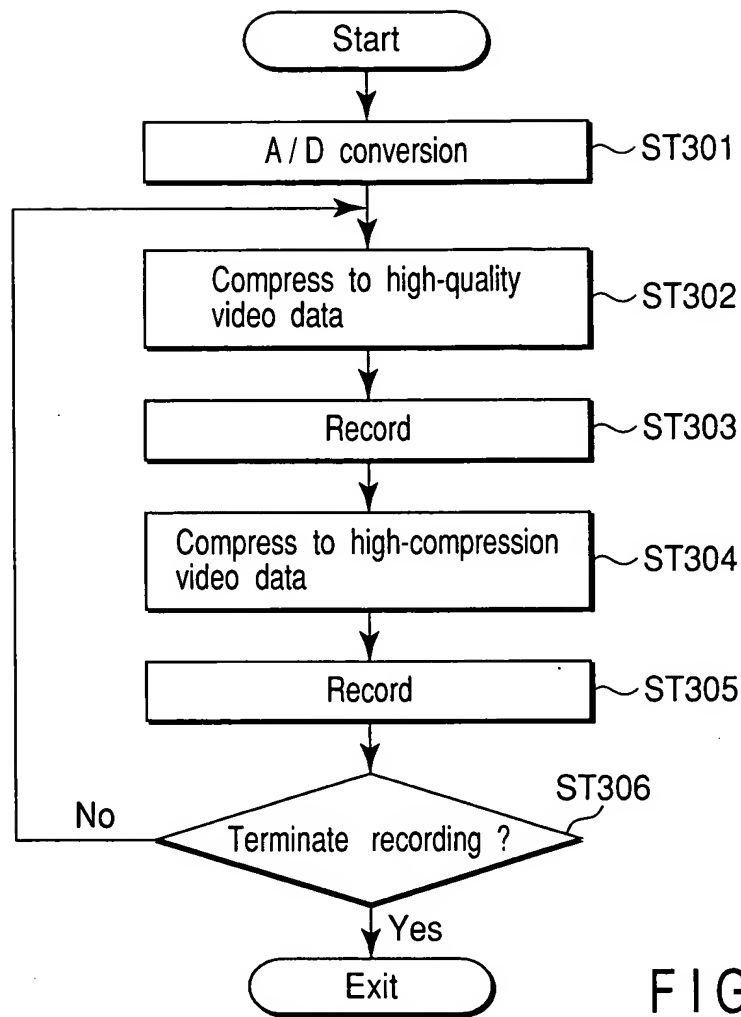 Start
A / D conversion
ST301
Compress to high-quality
video data
ST302
Record
ST303
Compress to high-compression
video data
ST304
Record
ST305
ST306
No
Terminate recording ?
Yes
Exit
FIG